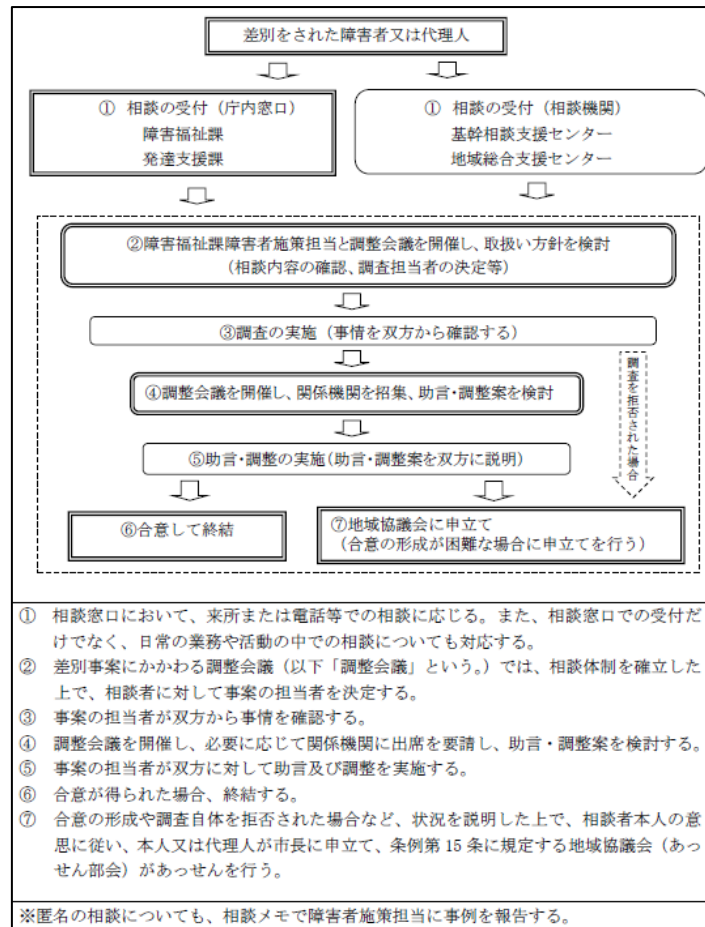 差別をされた障害者又は代理人
① 相談の受付（庁内窓口）
障害福祉課
発達支援課
① 相談の受付（相談機関）
基幹相談支援センター
地域総合支援センター
②障害福祉課障害者施策担当と調整会議を開催し、取扱い方針を検討
（相談内容の確認、調査担当者の決定等）
③調査の実施（事情を双方から確認する）
調査を拒否された場合
④調整会議を開催し、関係機関を招集、助言・調整案を検討
⑤助言・調整の実施(助言・調整案を双方に説明)
⑥合意して終結
⑦地域協議会に申立て
（合意の形成が困難な場合に申立てを行う）
① 相談窓口において、来所または電話等での相談に応じる。また、相談窓口での受付だ
けでなく、日常の業務や活動の中での相談についても対応する。
② 差別事案にかかわる調整会議（以下「調整会議」という。）では、相談体制を確立した
上で、相談者に対して事案の担当者を決定する。
③ 事案の担当者が双方から事情を確認する。
④ 調整会議を開催し、必要に応じて関係機関に出席を要請し、助言・調整案を検討する。
⑤ 事案の担当者が双方に対して助言及び調整を実施する。
⑥ 合意が得られた場合、終結する。
⑦ 合意の形成や調査自体を拒否された場合など、状況を説明した上で、相談者本人の意
思に従い、本人又は代理人が市長に申立て、条例第 15 条に規定する地域協議会（あっ
せん部会）があっせんを行う。
※匿名の相談についても、相談メモで障害者施策担当に事例を報告する。